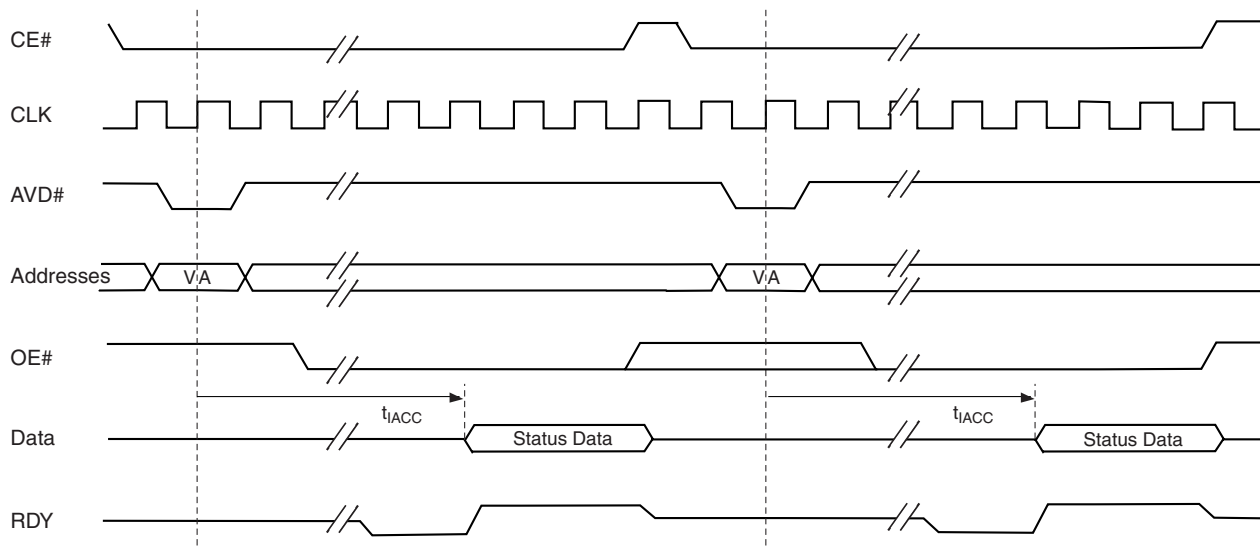 CE#
CLK
AVD#
Addresses VA VA
OE#
tIACC tIACC
Data Status Data Status Data
RDY